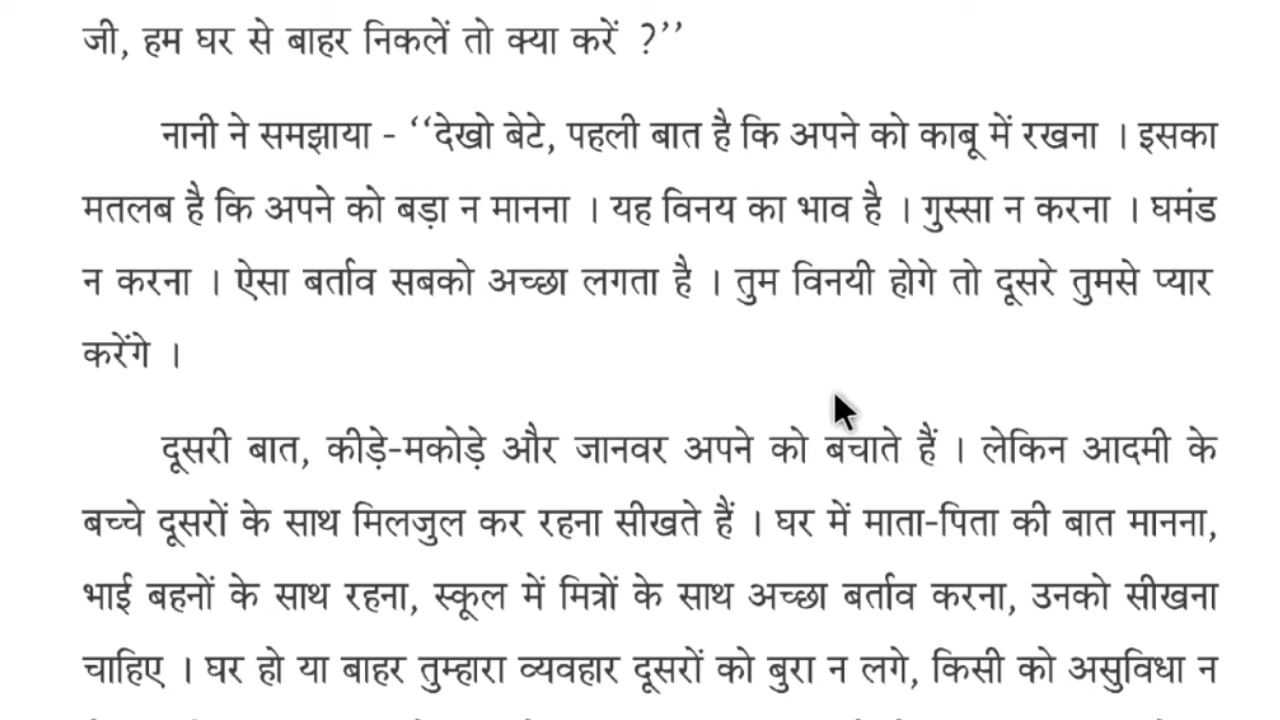 जी, हम घर से बाहर निकलें तो क्या करें ?’’
नानी ने समझाया - ‘‘देखो बेटे, पहली बात है कि अपने को काबू में रखना । इसका
मतलब है कि अपने को बड़ा न मानना । यह विनय का भाव है । गुस्सा न करना । घमंड
न करना । ऐसा बर्ताव सबको अच्छा लगता है । तुम विनयी होगे तो दूसरे तुमसे प्यार
करेंगे ।
दूसरी बात, कीड़े-मकोड़े और जानवर अपने को बचाते हैं । लेकिन आदमी के
बच्चे दूसरों के साथ मिलजुल कर रहना सीखते हैं । घर में माता-पिता की बात मानना,
भाई बहनों के साथ रहना, स्कूल में मित्रों के साथ अच्छा बर्ताव करना, उनको सीखना
चाहिए । घर हो या बाहर तुम्हारा व्यवहार दूसरों को बुरा न लगे, किसी को असुविधा न